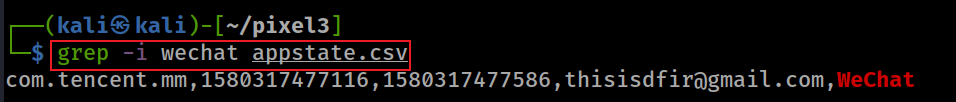 ┌──(kali㉿kali)-[~/pixel3]
└─$ grep -i wechat appstate.csv
com.tencent.mm,1580317477116,1580317477586,thisisdfir@gmail.com,WeChat